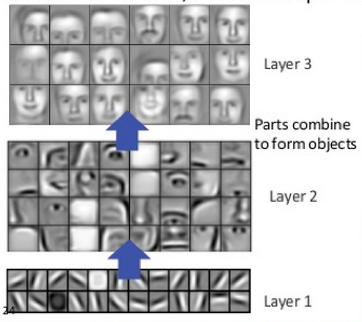 Layer 3
Parts combine
to form objects
Layer 2
Layer 1
24